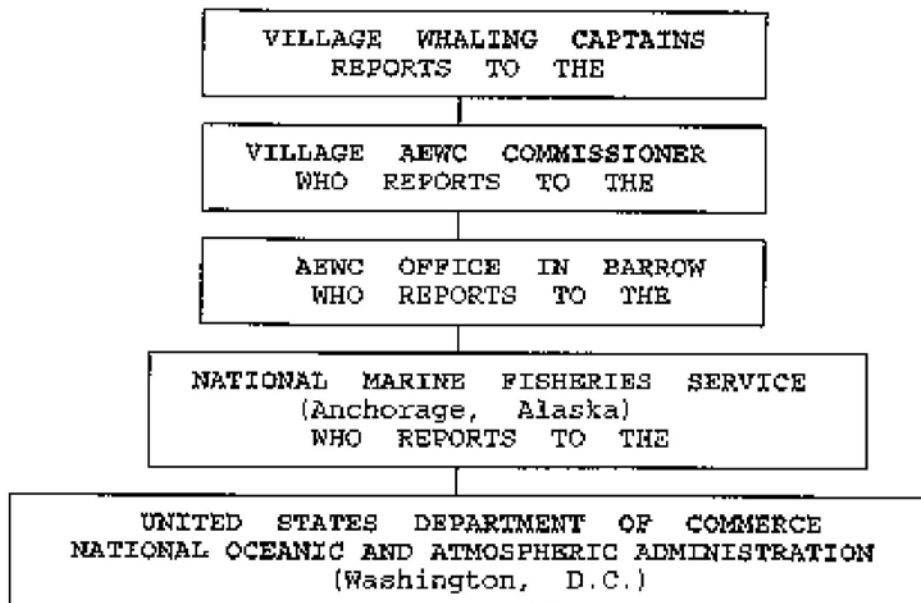 VILLAGE WHALING CAPTAINS
REPORTS TO THE
VILLAGE AEWC COMMISSIONER
WHO REPORTS TO THE
AEWC OFFICE IN BARROW
WHO REPORTS TO THE
NATIONAL MARINE FISHERIES SERVICE
(Anchorage, Alaska)
WHO REPORTS TO THE
UNITED STATES DEPARTMENT OF COMMERCE
NATIONAL OCEANIC AND ATMOSPHERIC ADMINISTRATION
(Washington, D.C.)